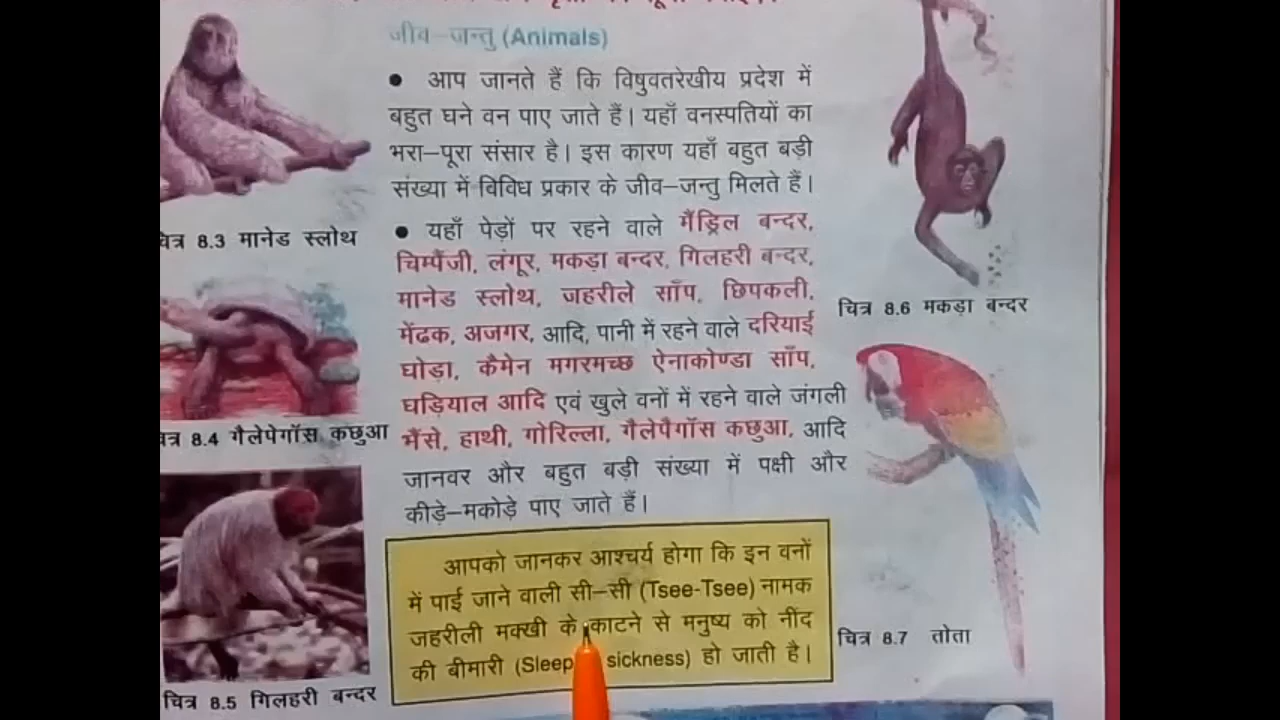 जीव–जन्तु (Animals)
● आप जानते हैं कि विषुवतरेखीय प्रदेश में
बहुत घने वन पाए जाते हैं। यहाँ वनस्पतियों का
भरा–पूरा संसार है। इस कारण यहाँ बहुत बड़ी
संख्या में विविध प्रकार के जीव–जन्तु मिलते हैं।
● यहाँ पेड़ों पर रहने वाले मैंड्रिल बन्दर,
चिम्पैंजी, लंगूर, मकड़ा बन्दर, गिलहरी बन्दर,
मानेड स्लोथ, जहरीले साँप, छिपकली,
मेंढक, अजगर, आदि, पानी में रहने वाले दरियाई
घोड़ा, कैमेन मगरमच्छ ऐनाकोण्डा साँप,
घड़ियाल आदि एवं खुले वनों में रहने वाले जंगली
भैंसे, हाथी, गोरिल्ला, गैलेपैगॉस कछुआ, आदि
जानवर और बहुत बड़ी संख्या में पक्षी और
कीड़े–मकोड़े पाए जाते हैं।
आपको जानकर आश्चर्य होगा कि इन वनों
में पाई जाने वाली सी–सी (Tsee-Tsee) नामक
जहरीली मक्खी के काटने से मनुष्य को नींद
की बीमारी sickness) हो जाती है।
8.3 मानेड स्लोथ
8.4 गैलेपेगॉस कछुआ
चित्र 8.5 गिलहरी बन्दर
चित्र 8.6 मकड़ा बन्दर
चित्र 8.7 तोता